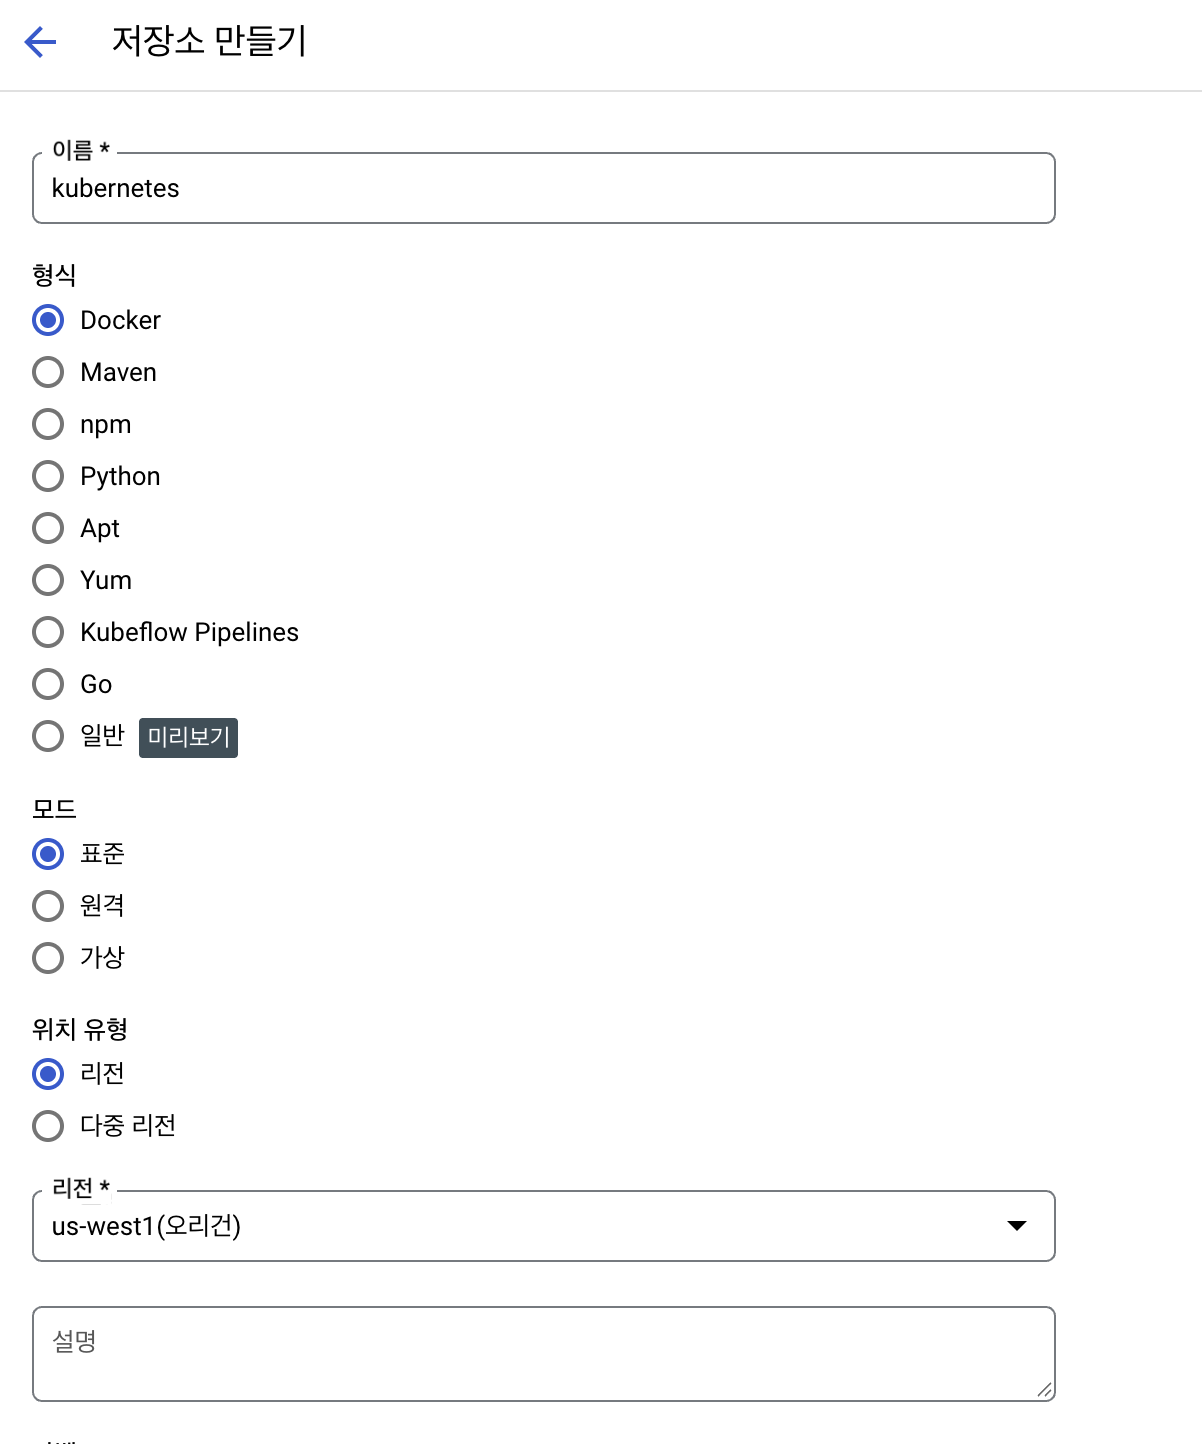 저장소 만들기
이름 *
kubernetes
형식
Docker
Maven
npm
Python
Apt
Yum
Kubeflow Pipelines
Go
일반 미리보기
모드
표준
원격
가상
위치 유형
리전
다중 리전
리전 *
us-west1(오리건)
설명